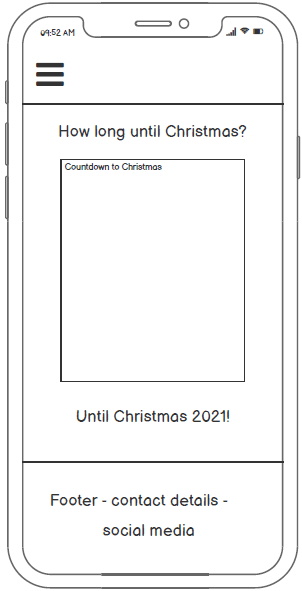 09:52 AM
How long until Christmas?
Countdown to Christmas
Until Christmas 2021!
Footer - contact details -
social media